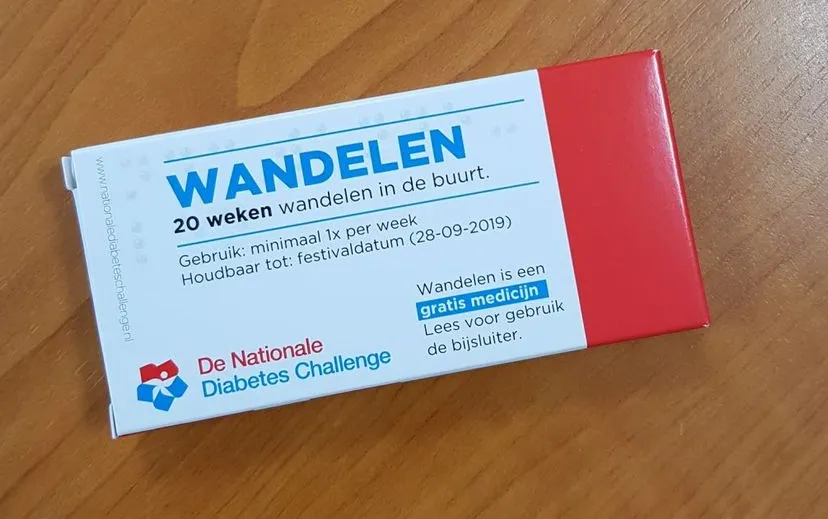 WANDELEN
20 weken wandelen in de buurt.
Gebruik: minimaal 1x per week
Houdbaar tot: festivaldatum (28-09-2019)
Wandelen is een
gratis medicijn
Lees voor gebruik
de bijsluiter.
De Nationale
Diabetes Challenge
www.nationalediabeteschallenge.nl